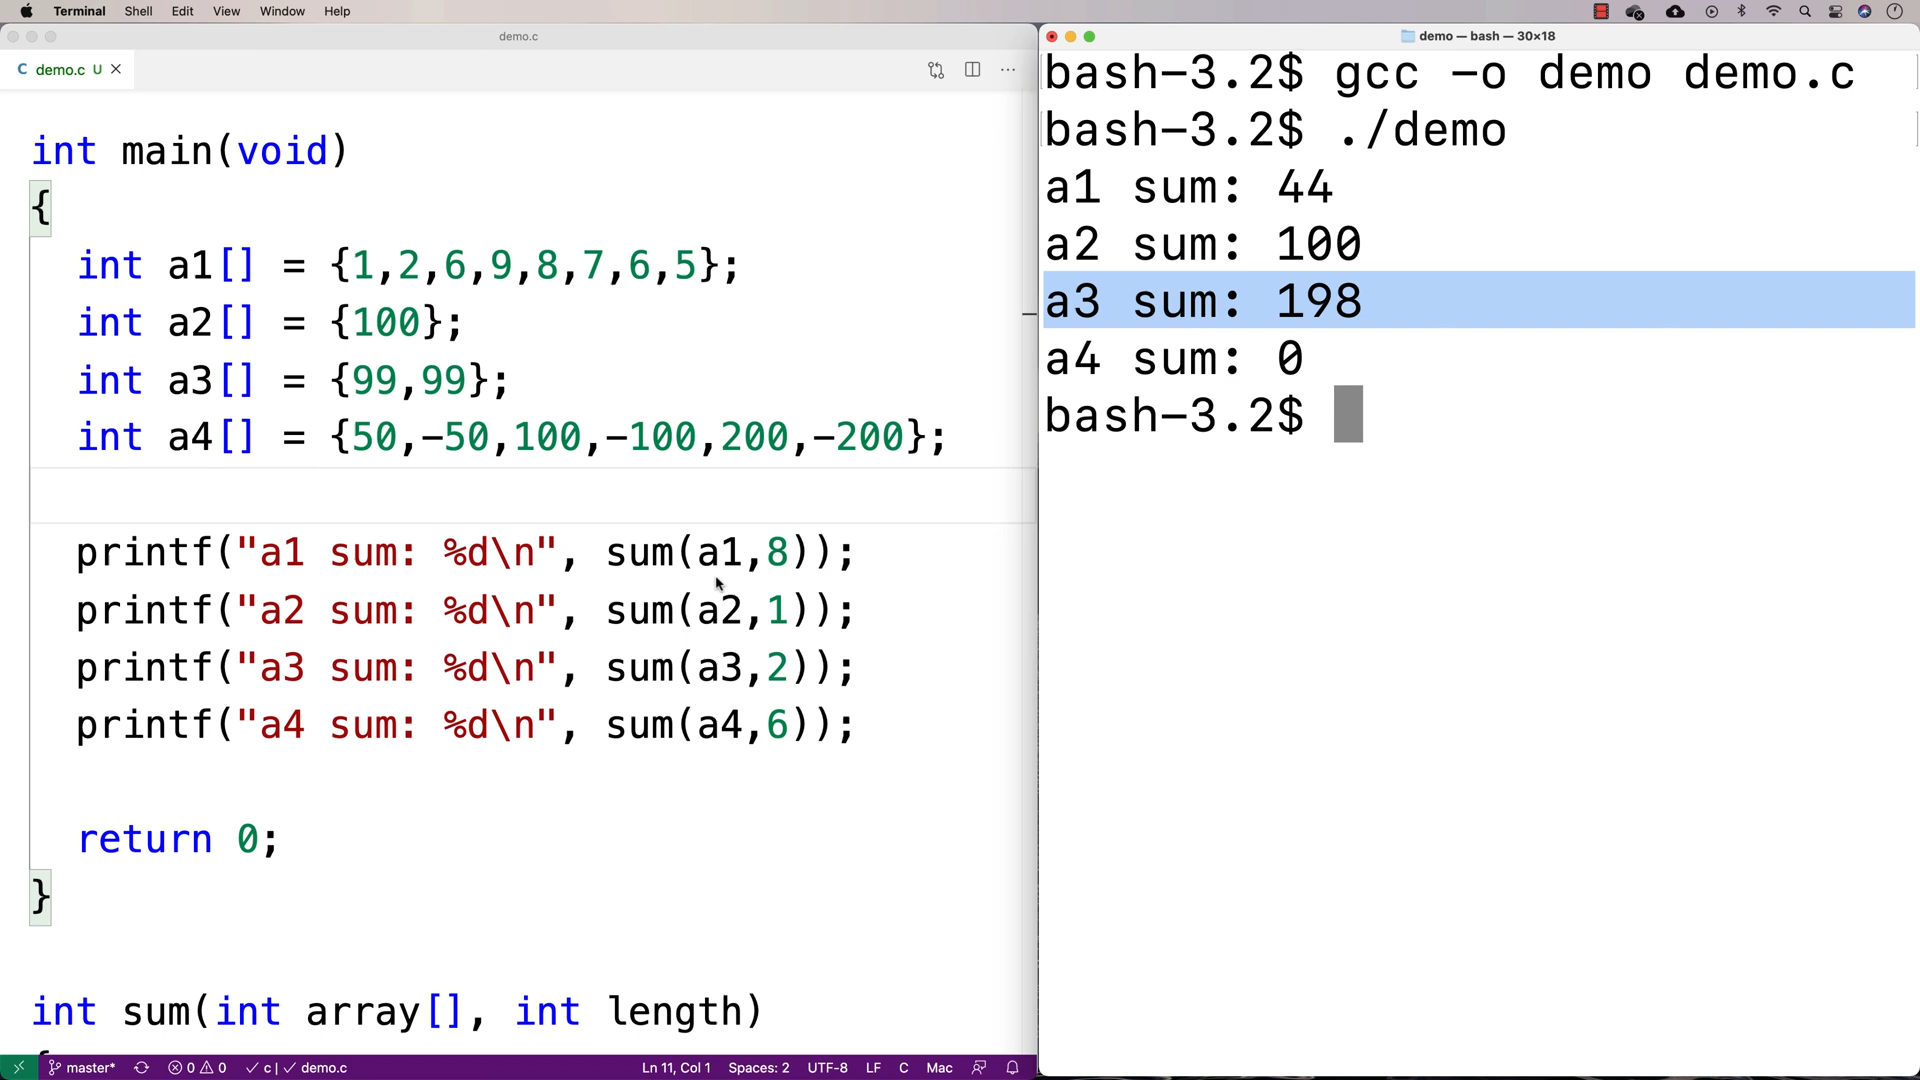 Terminal Shell Edit View Window Help
demo.c
C demo.c U
int main(void)
{
int a1[] = {1,2,6,9,8,7,6,5};
int a2[] = {100};
int a3[] = {99,99};
int a4[] = {50,-50,100,-100,200,-200};
printf("a1 sum: %d\n", sum(a1,8));
printf("a2 sum: %d\n", sum(a2,1));
printf("a3 sum: %d\n", sum(a3,2));
printf("a4 sum: %d\n", sum(a4,6));
return 0;
}
int sum(int array[], int length)
{
master* 0 0 c | demo.c Ln 11, Col 1 Spaces: 2 UTF-8 LF C Mac
demo — bash — 30×18
bash-3.2$ gcc -o demo demo.c
bash-3.2$ ./demo
a1 sum: 44
a2 sum: 100
a3 sum: 198
a4 sum: 0
bash-3.2$